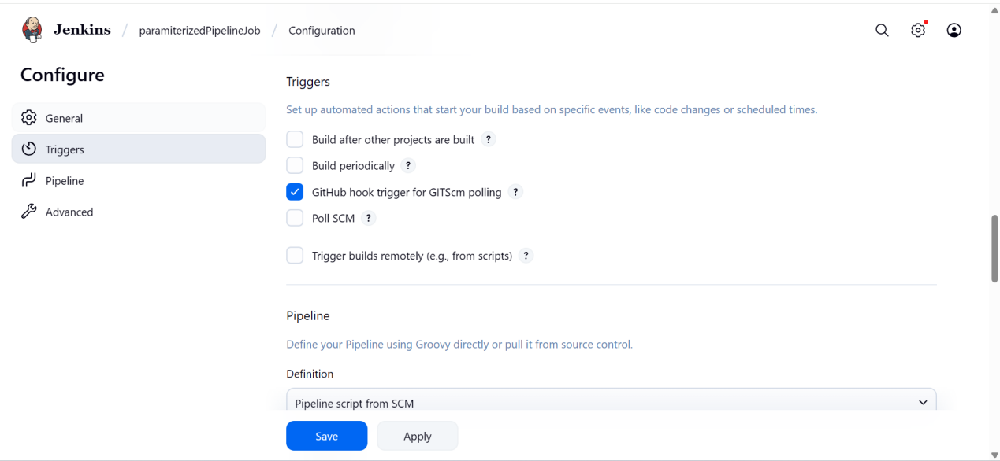 Jenkins / paramiterizedPipelineJob / Configuration
Configure
General
Triggers
Pipeline
Advanced
Triggers
Set up automated actions that start your build based on specific events, like code changes or scheduled times.
Build after other projects are built ?
Build periodically ?
GitHub hook trigger for GITScm polling ?
Poll SCM ?
Trigger builds remotely (e.g., from scripts) ?
Pipeline
Define your Pipeline using Groovy directly or pull it from source control.
Definition
Pipeline script from SCM
Save Apply